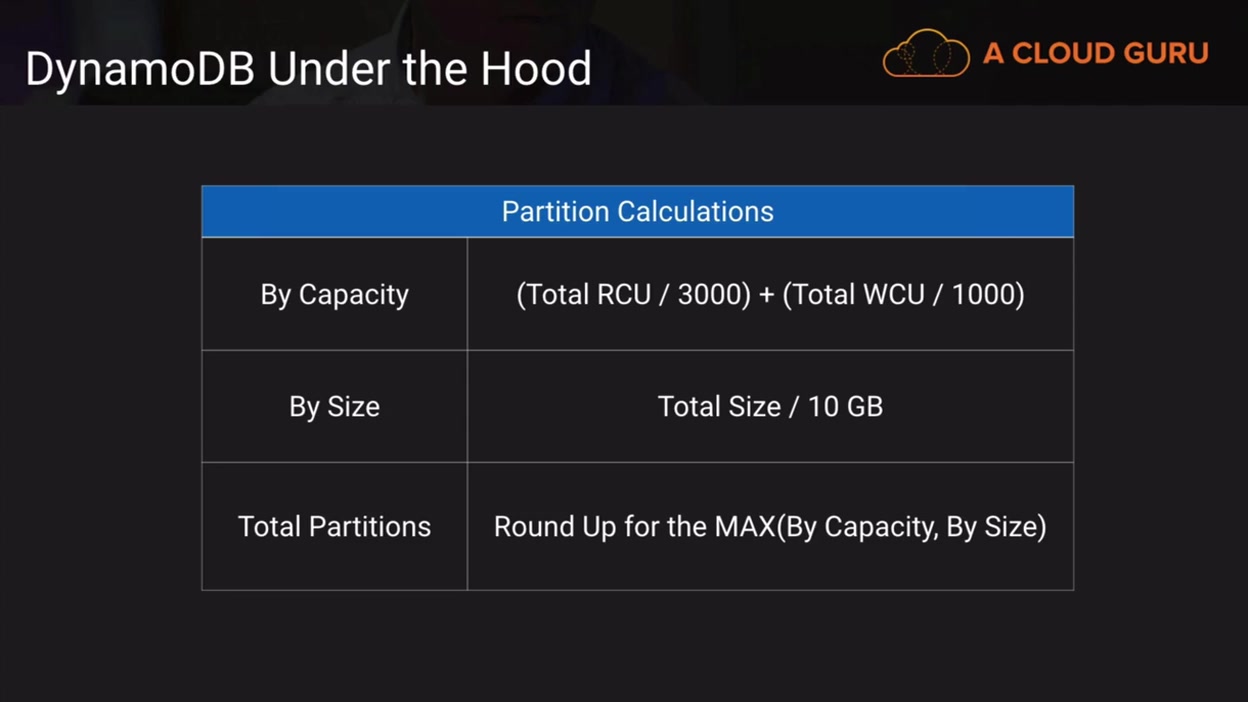 DynamoDB Under the Hood
A CLOUD GURU
Partition Calculations
By Capacity
(Total RCU / 3000) + (Total WCU / 1000)
By Size
Total Size / 10 GB
Total Partitions
Round Up for the MAX(By Capacity, By Size)